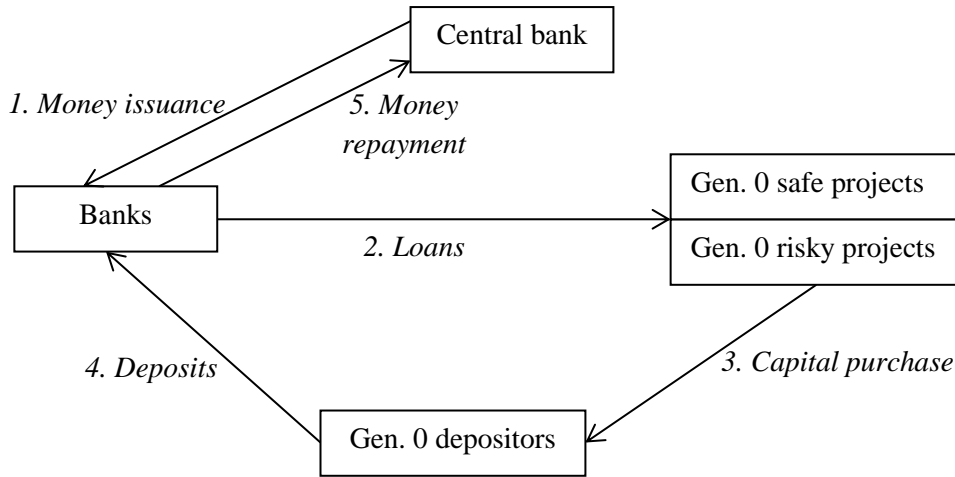 Central bank
1. Money issuance
5. Money
repayment
Gen. 0 safe projects
Banks
2. Loans
Gen. 0 risky projects
4. Deposits
3. Capital purchase
Gen. 0 depositors